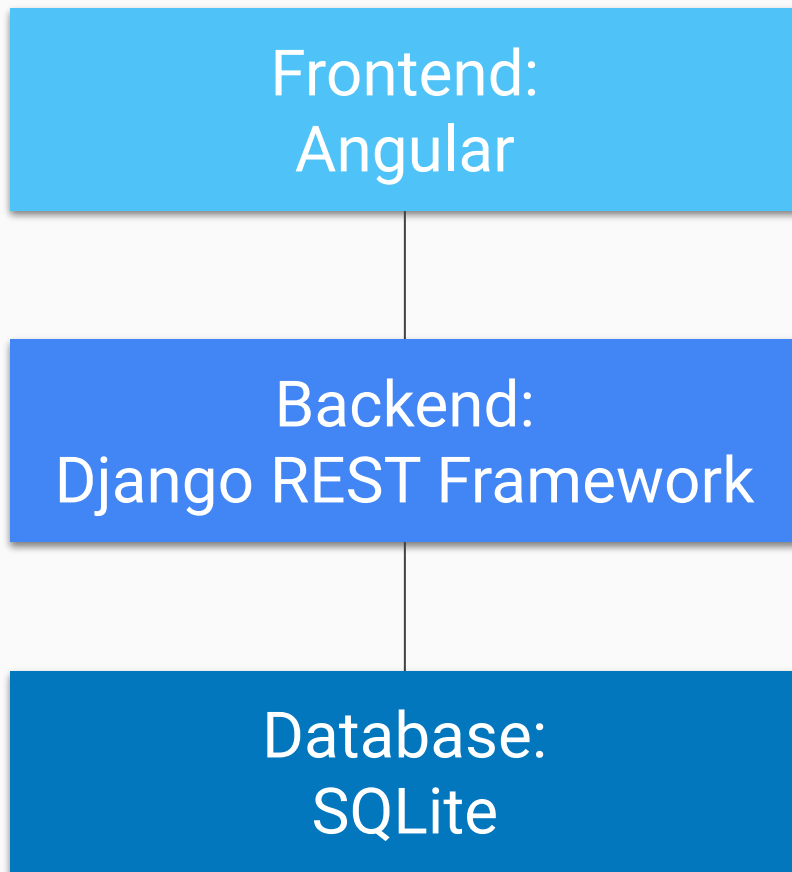 Frontend:
Angular
Backend:
Django REST Framework
Database:
SQLite